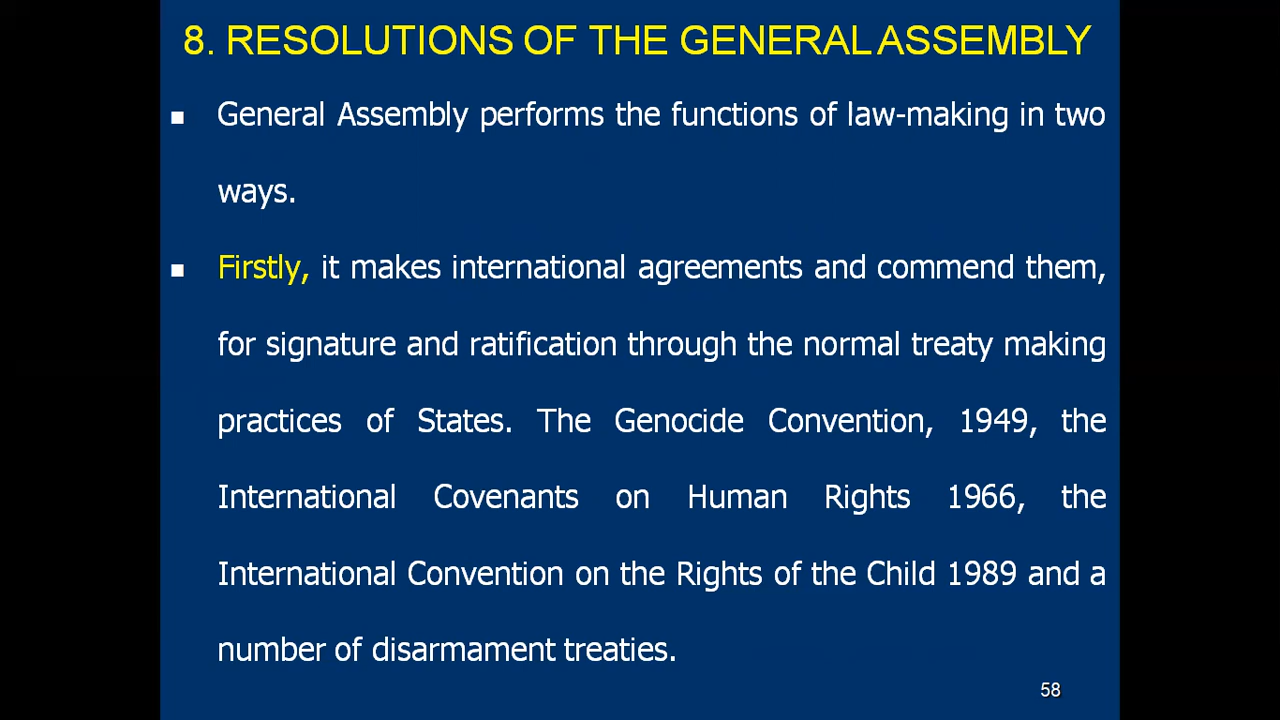 8. RESOLUTIONS OF THE GENERAL ASSEMBLY
General Assembly performs the functions of law-making in two
ways.
Firstly, it makes international agreements and commend them,
for signature and ratification through the normal treaty making
practices of States. The Genocide Convention, 1949, the
International Covenants on Human Rights 1966, the
International Convention on the Rights of the Child 1989 and a
number of disarmament treaties.
58